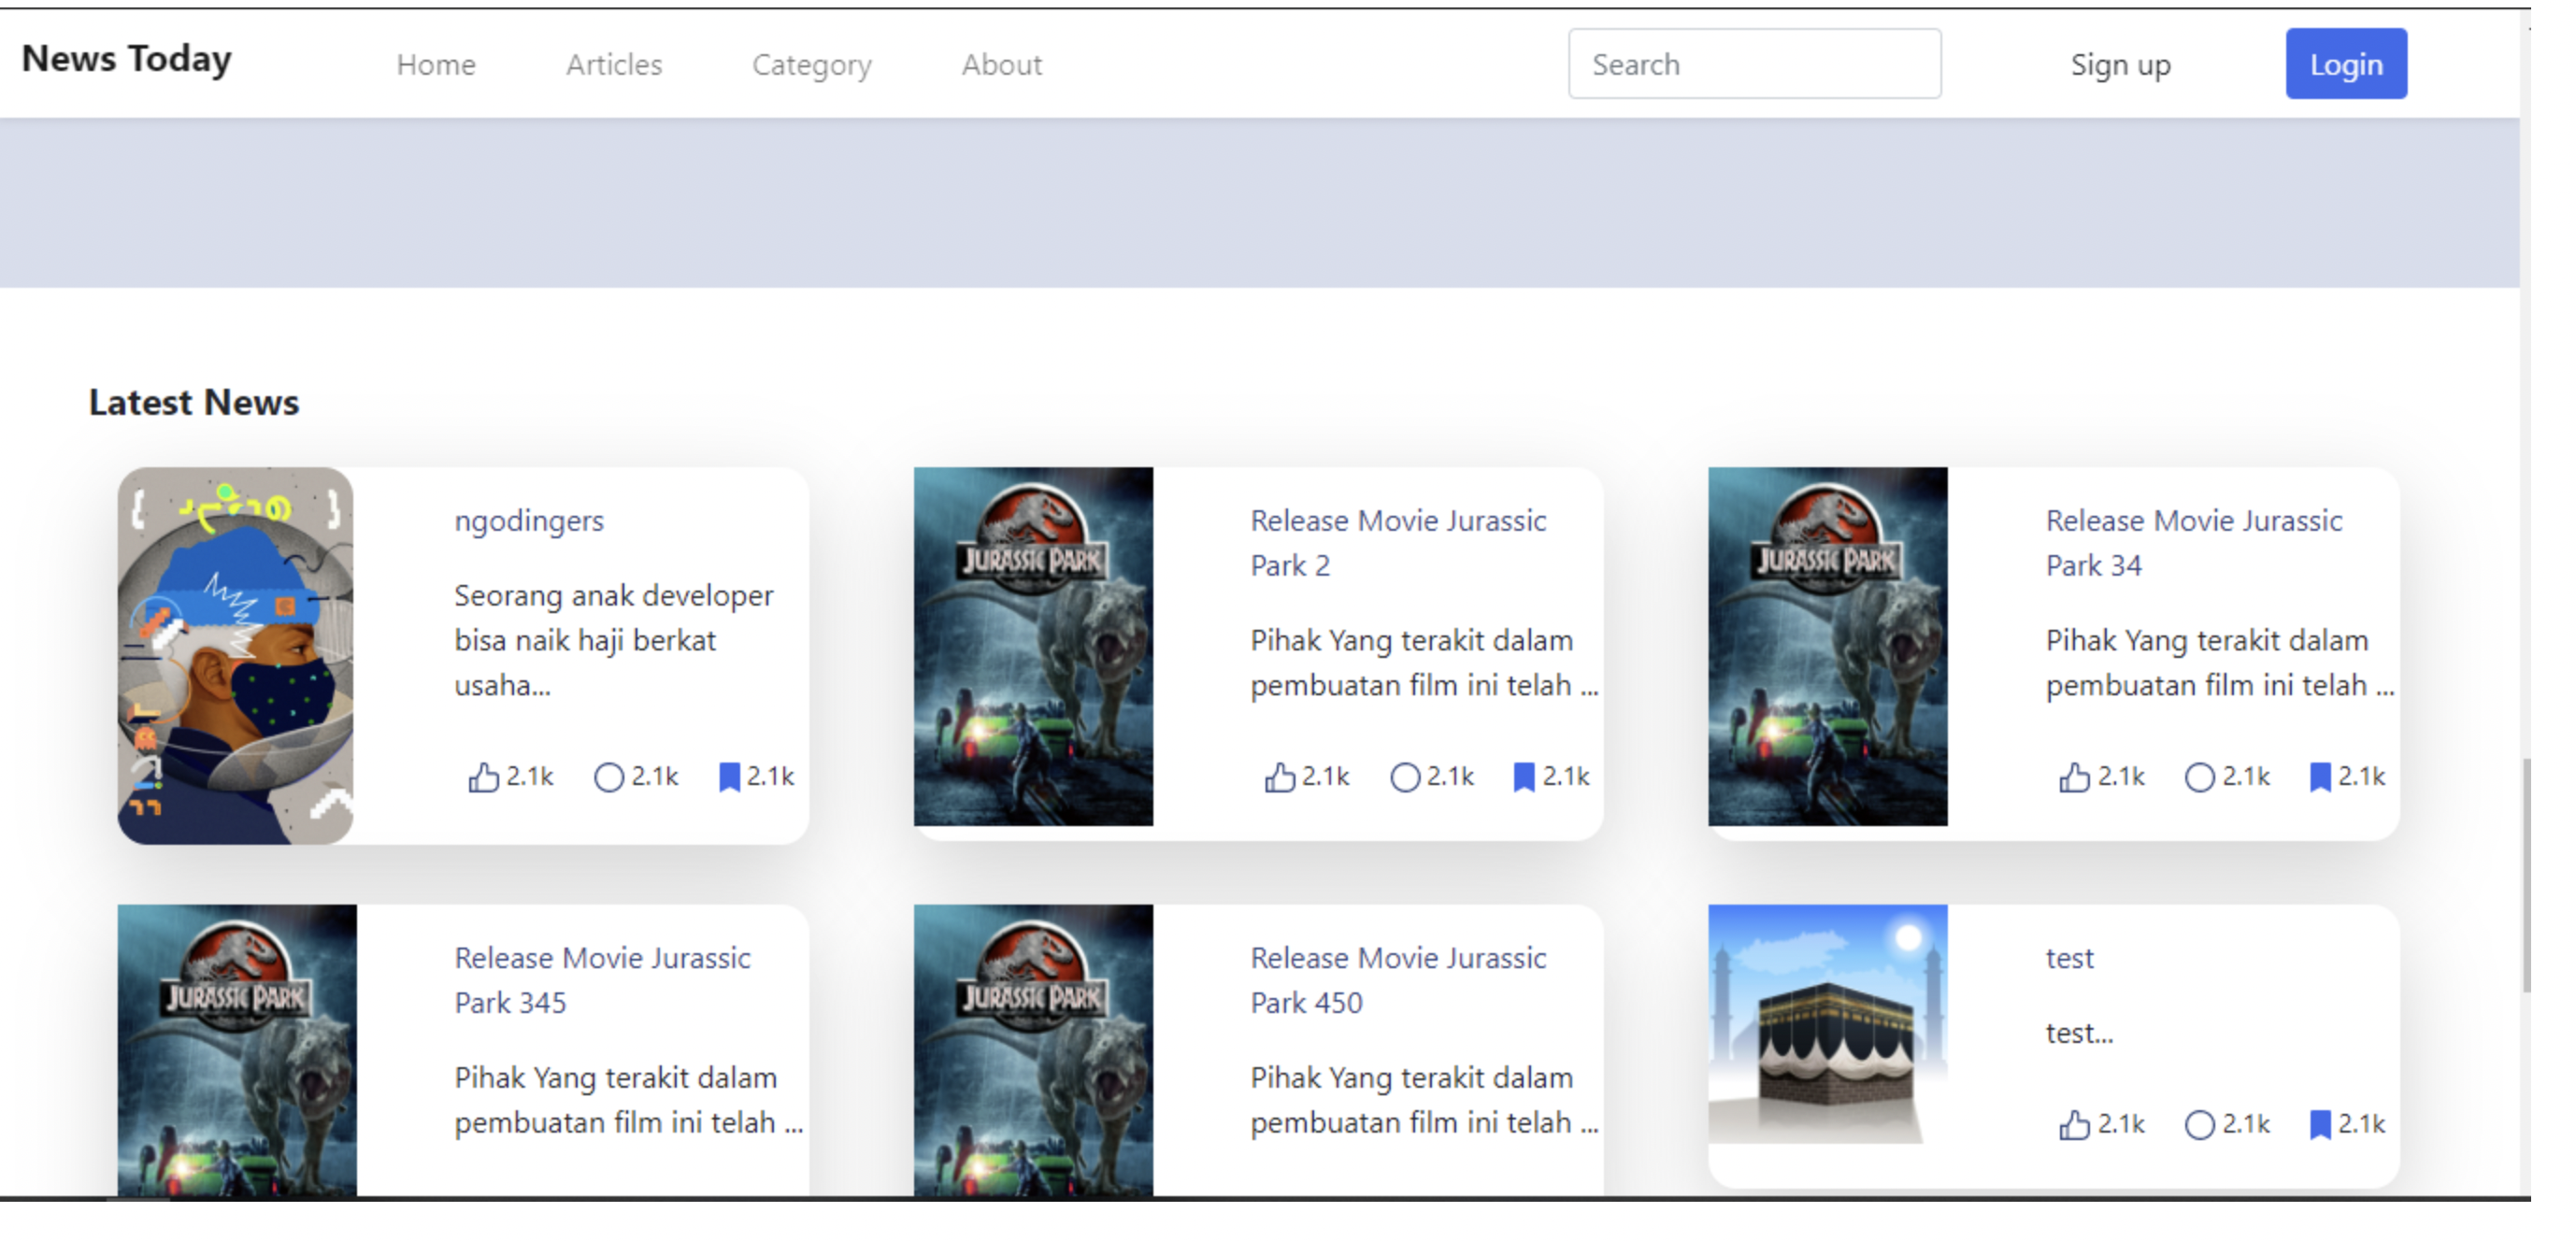 News Today
Home
Articles
Category
About
Search
Sign up
Login
Latest News
ngodingers
Seorang anak developer
bisa naik haji berkat
usaha...
2.1k
2.1k
2.1k
JURASSIC PARK
Release Movie Jurassic
Park 2
Pihak Yang terakit dalam
pembuatan film ini telah ...
2.1k
2.1k
2.1k
JURASSIC PARK
Release Movie Jurassic
Park 34
Pihak Yang terakit dalam
pembuatan film ini telah ...
2.1k
2.1k
2.1k
JURASSIC PARK
Release Movie Jurassic
Park 345
Pihak Yang terakit dalam
pembuatan film ini telah ...
JURASSIC PARK
Release Movie Jurassic
Park 450
Pihak Yang terakit dalam
pembuatan film ini telah ...
test
test...
2.1k
2.1k
2.1k